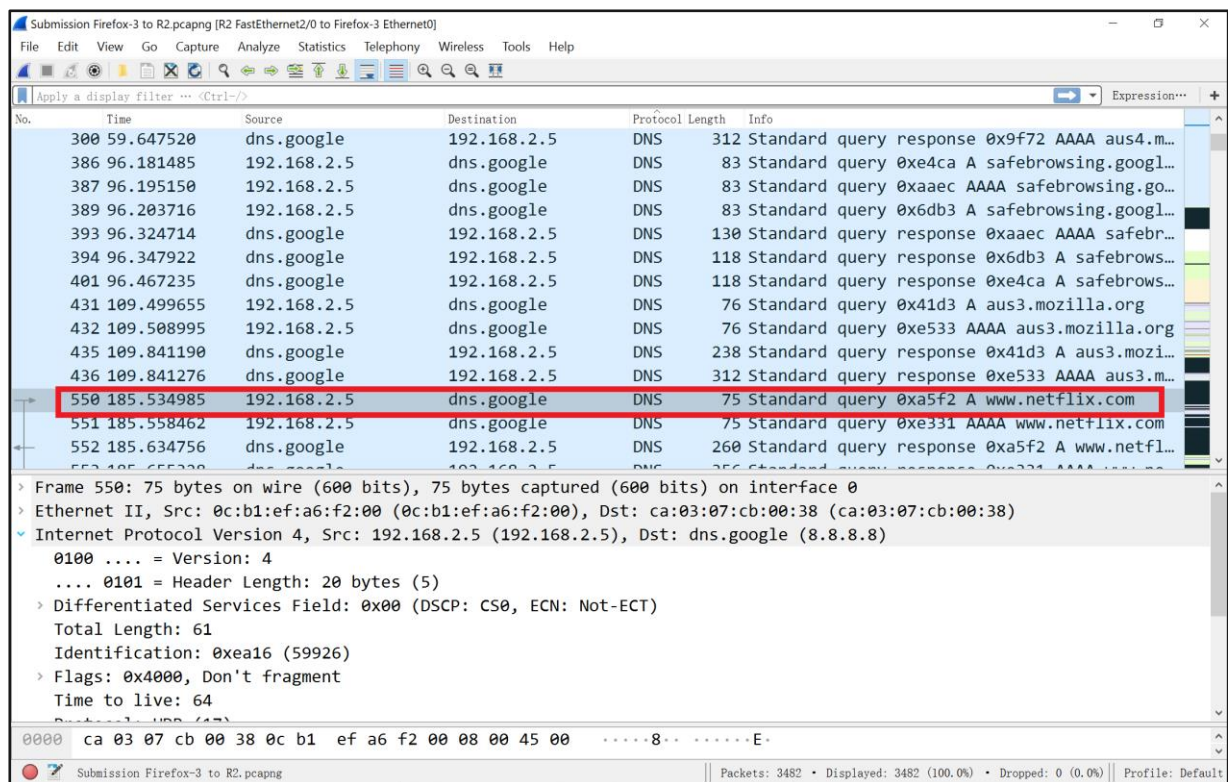 Submission Firefox-3 to R2.pcapng [R2 FastEthernet2/0 to Firefox-3 Ethernet0]
File Edit View Go Capture Analyze Statistics Telephony Wireless Tools Help
Apply a display filter ⋯ <Ctrl-/> Expression⋯ +
No. Time Source Destination Protocol Length Info
300 59.647520 dns.google 192.168.2.5 DNS 312 Standard query response 0x9f72 AAAA aus4.m…
386 96.181485 192.168.2.5 dns.google DNS 83 Standard query 0xe4ca A safebrowsing.googl…
387 96.195150 192.168.2.5 dns.google DNS 83 Standard query 0xaaec AAAA safebrowsing.go…
389 96.203716 192.168.2.5 dns.google DNS 83 Standard query 0x6db3 A safebrowsing.googl…
393 96.324714 dns.google 192.168.2.5 DNS 130 Standard query response 0xaaec AAAA safebr…
394 96.347922 dns.google 192.168.2.5 DNS 118 Standard query response 0x6db3 A safebrows…
401 96.467235 dns.google 192.168.2.5 DNS 118 Standard query response 0xe4ca A safebrows…
431 109.499655 192.168.2.5 dns.google DNS 76 Standard query 0x41d3 A aus3.mozilla.org
432 109.508995 192.168.2.5 dns.google DNS 76 Standard query 0xe533 AAAA aus3.mozilla.org
435 109.841190 dns.google 192.168.2.5 DNS 238 Standard query response 0x41d3 A aus3.mozi…
436 109.841276 dns.google 192.168.2.5 DNS 312 Standard query response 0xe533 AAAA aus3.m…
550 185.534985 192.168.2.5 dns.google DNS 75 Standard query 0xa5f2 A www.netflix.com
551 185.558462 192.168.2.5 dns.google DNS 75 Standard query 0xe331 AAAA www.netflix.com
552 185.634756 dns.google 192.168.2.5 DNS 260 Standard query response 0xa5f2 A www.netfl…
Frame 550: 75 bytes on wire (600 bits), 75 bytes captured (600 bits) on interface 0
Ethernet II, Src: 0c:b1:ef:a6:f2:00 (0c:b1:ef:a6:f2:00), Dst: ca:03:07:cb:00:38 (ca:03:07:cb:00:38)
Internet Protocol Version 4, Src: 192.168.2.5 (192.168.2.5), Dst: dns.google (8.8.8.8)
0100 .... = Version: 4
.... 0101 = Header Length: 20 bytes (5)
Differentiated Services Field: 0x00 (DSCP: CS0, ECN: Not-ECT)
Total Length: 61
Identification: 0xea16 (59926)
Flags: 0x4000, Don't fragment
Time to live: 64
0000 ca 03 07 cb 00 38 0c b1 ef a6 f2 00 08 00 45 00 ·····8·· ······E·
Submission Firefox-3 to R2.pcapng Packets: 3482 · Displayed: 3482 (100.0%) · Dropped: 0 (0.0%) Profile: Default